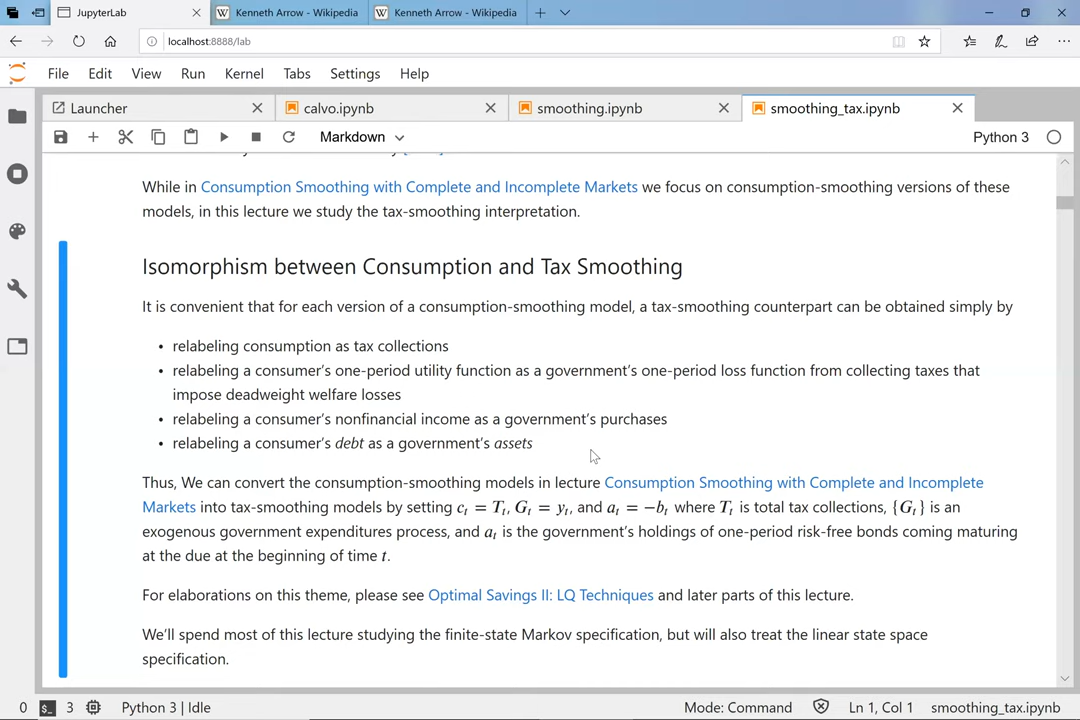 JupyterLab
Kenneth Arrow - Wikipedia
Kenneth Arrow - Wikipedia
localhost:8888/lab
File Edit View Run Kernel Tabs Settings Help
Launcher
calvo.ipynb
smoothing.ipynb
smoothing_tax.ipynb
Markdown
Python 3
While in Consumption Smoothing with Complete and Incomplete Markets we focus on consumption-smoothing versions of these
models, in this lecture we study the tax-smoothing interpretation.
Isomorphism between Consumption and Tax Smoothing
It is convenient that for each version of a consumption-smoothing model, a tax-smoothing counterpart can be obtained simply by
• relabeling consumption as tax collections
• relabeling a consumer's one-period utility function as a government's one-period loss function from collecting taxes that
impose deadweight welfare losses
• relabeling a consumer's nonfinancial income as a government's purchases
• relabeling a consumer's debt as a government's assets
Thus, We can convert the consumption-smoothing models in lecture Consumption Smoothing with Complete and Incomplete
Markets into tax-smoothing models by setting c_t = T_t, G_t = y_t, and a_t = −b_t where T_t is total tax collections, {G_t} is an
exogenous government expenditures process, and a_t is the government's holdings of one-period risk-free bonds coming maturing
at the due at the beginning of time t.
For elaborations on this theme, please see Optimal Savings II: LQ Techniques and later parts of this lecture.
We'll spend most of this lecture studying the finite-state Markov specification, but will also treat the linear state space
specification.
0 $_ 3 Python 3 | Idle Mode: Command Ln 1, Col 1 smoothing_tax.ipynb